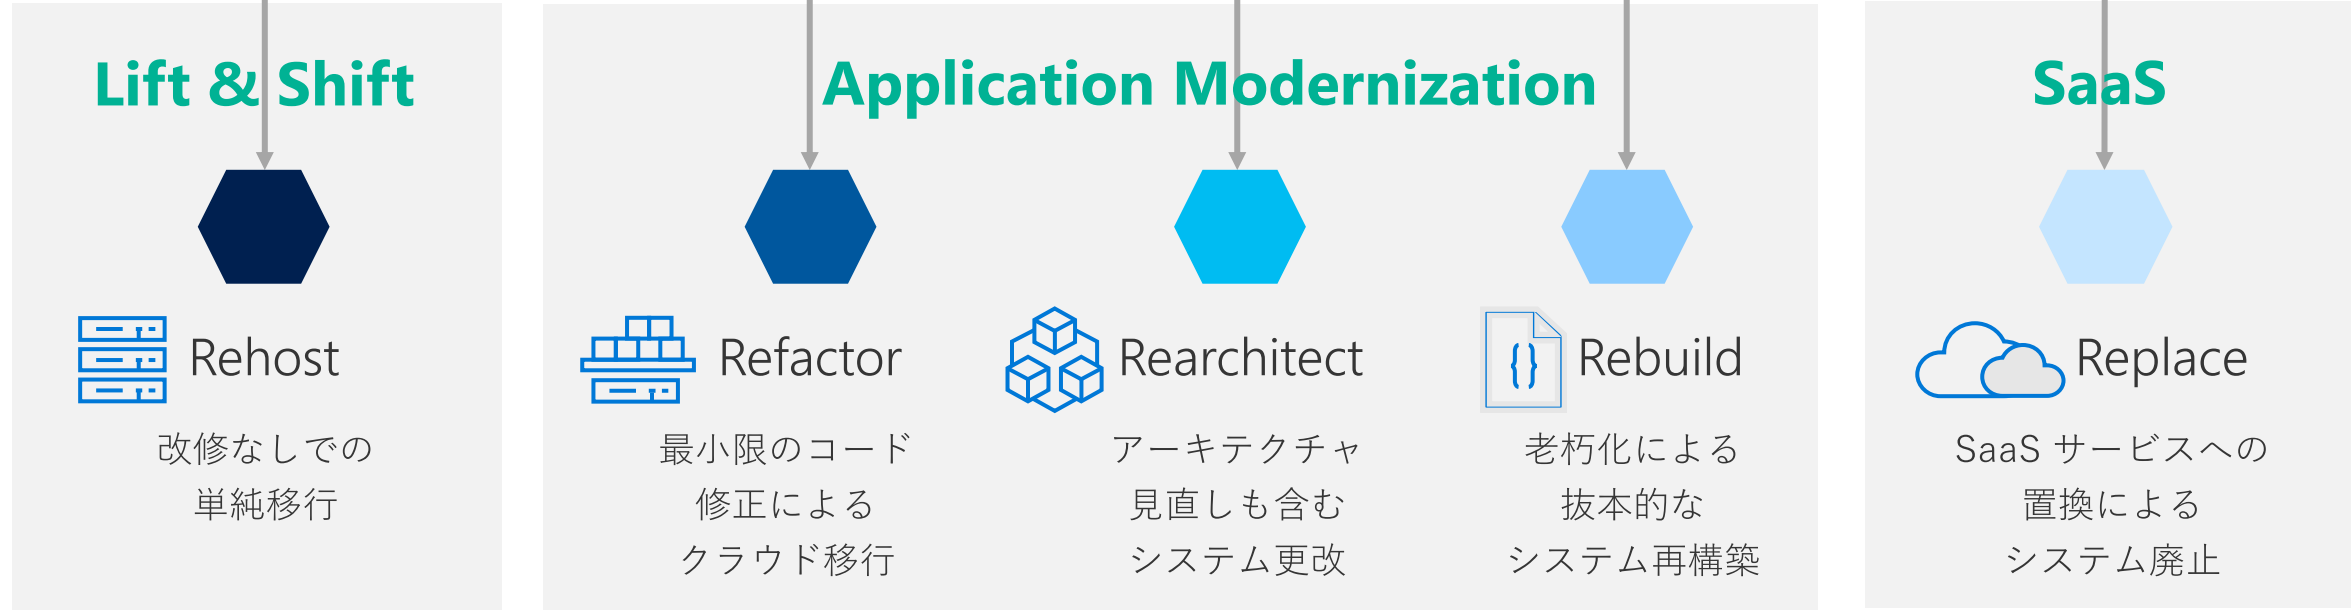 Lift & Shift
Rehost
改修なしでの
単純移行
Application Modernization
Refactor
最小限のコード
修正による
クラウド移行
Rearchitect
アーキテクチャ
見直しも含む
システム更改
{}
Rebuild
老朽化による
抜本的な
システム再構築
SaaS
Replace
SaaS サービスへの
置換による
システム廃止